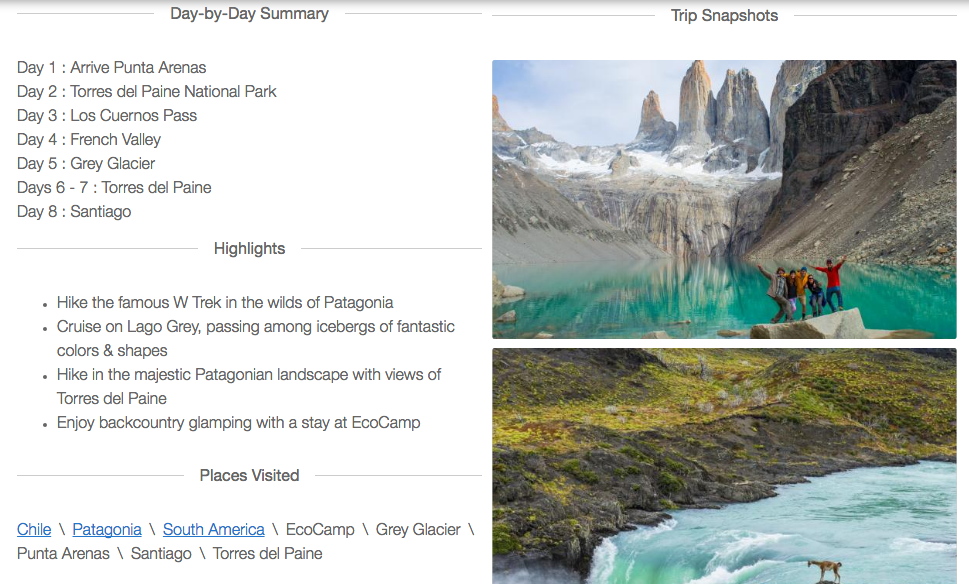 Day-by-Day Summary
Day 1 : Arrive Punta Arenas
Day 2 : Torres del Paine National Park
Day 3 : Los Cuernos Pass
Day 4 : French Valley
Day 5 : Grey Glacier
Days 6 - 7 : Torres del Paine
Day 8 : Santiago
Highlights
• Hike the famous W Trek in the wilds of Patagonia
• Cruise on Lago Grey, passing among icebergs of fantastic
colors & shapes
• Hike in the majestic Patagonian landscape with views of
Torres del Paine
• Enjoy backcountry glamping with a stay at EcoCamp
Places Visited
Chile \ Patagonia \ South America \ EcoCamp \ Grey Glacier \
Punta Arenas \ Santiago \ Torres del Paine
Trip Snapshots